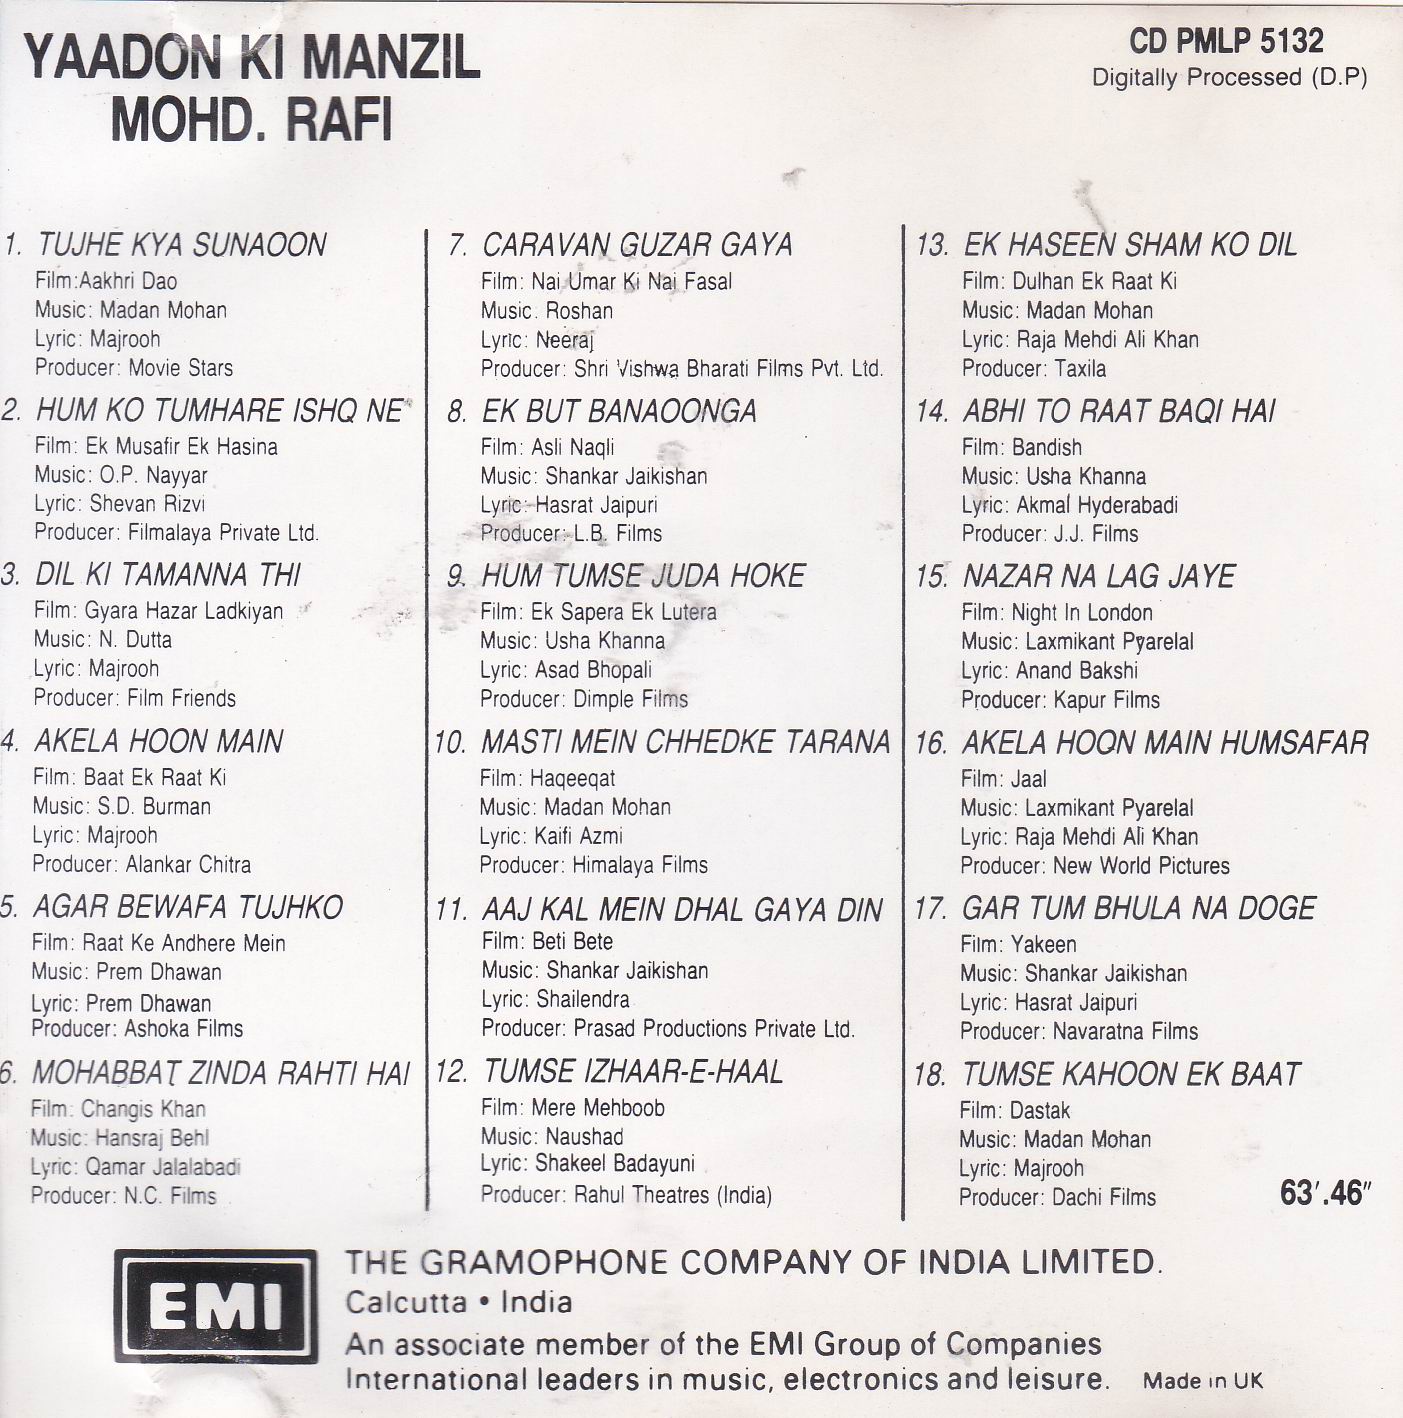 YAADON KI MANZIL
MOHD. RAFI
CD PMLP 5132
Digitally Processed (D.P)
1. TUJHE KYA SUNAOON
Film:Aakhri Dao
Music: Madan Mohan
Lyric: Majrooh
Producer: Movie Stars
2. HUM KO TUMHARE ISHQ NE
Film: Ek Musafir Ek Hasina
Music: O.P. Nayyar
Lyric: Shevan Rizvi
Producer: Filmalaya Private Ltd.
3. DIL KI TAMANNA THI
Film: Gyara Hazar Ladkiyan
Music: N. Dutta
Lyric: Majrooh
Producer: Film Friends
4. AKELA HOON MAIN
Film: Baat Ek Raat Ki
Music: S.D. Burman
Lyric: Majrooh
Producer: Alankar Chitra
5. AGAR BEWAFA TUJHKO
Film: Raat Ke Andhere Mein
Music: Prem Dhawan
Lyric: Prem Dhawan
Producer: Ashoka Films
6. MOHABBAT ZINDA RAHTI HAI
Film: Changis Khan
Music: Hansraj Behl
Lyric: Qamar Jalalabadi
Producer: N.C. Films
7. CARAVAN GUZAR GAYA
Film: Nai Umar Ki Nai Fasal
Music: Roshan
Lyric: Neeraj
Producer: Shri Vishwa Bharati Films Pvt. Ltd.
8. EK BUT BANAOONGA
Film: Asli Naqli
Music: Shankar Jaikishan
Lyric: Hasrat Jaipuri
Producer: L.B. Films
9. HUM TUMSE JUDA HOKE
Film: Ek Sapera Ek Lutera
Music: Usha Khanna
Lyric: Asad Bhopali
Producer: Dimple Films
10. MASTI MEIN CHHEDKE TARANA
Film: Haqeeqat
Music: Madan Mohan
Lyric: Kaifi Azmi
Producer: Himalaya Films
11. AAJ KAL MEIN DHAL GAYA DIN
Film: Beti Bete
Music: Shankar Jaikishan
Lyric: Shailendra
Producer: Prasad Productions Private Ltd.
12. TUMSE IZHAAR-E-HAAL
Film: Mere Mehboob
Music: Naushad
Lyric: Shakeel Badayuni
Producer: Rahul Theatres (India)
13. EK HASEEN SHAM KO DIL
Film: Dulhan Ek Raat Ki
Music: Madan Mohan
Lyric: Raja Mehdi Ali Khan
Producer: Taxila
14. ABHI TO RAAT BAQI HAI
Film: Bandish
Music: Usha Khanna
Lyric: Akmal Hyderabadi
Producer: J.J. Films
15. NAZAR NA LAG JAYE
Film: Night In London
Music: Laxmikant Pyarelal
Lyric: Anand Bakshi
Producer: Kapur Films
16. AKELA HOON MAIN HUMSAFAR
Film: Jaal
Music: Laxmikant Pyarelal
Lyric: Raja Mehdi Ali Khan
Producer: New World Pictures
17. GAR TUM BHULA NA DOGE
Film: Yakeen
Music: Shankar Jaikishan
Lyric: Hasrat Jaipuri
Producer: Navaratna Films
18. TUMSE KAHOON EK BAAT
Film: Dastak
Music: Madan Mohan
Lyric: Majrooh
Producer: Dachi Films
63'.46"
EMI
THE GRAMOPHONE COMPANY OF INDIA LIMITED.
Calcutta • India
An associate member of the EMI Group of Companies
International leaders in music, electronics and leisure.
Made in UK